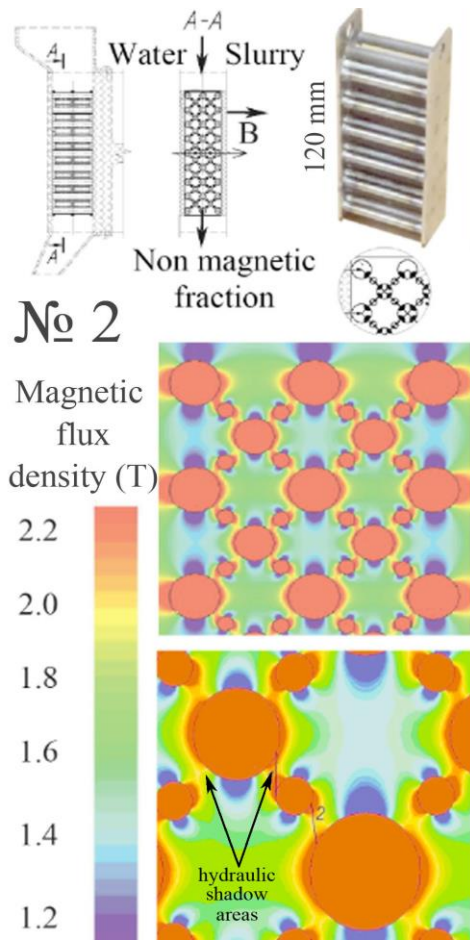 A-A
A
Water
Slurry
B
A
Non magnetic
fraction
120 mm
№ 2
Magnetic
flux
density (T)
2.2
2.0
1.8
1.6
1.4
1.2
2
hydraulic
shadow
areas